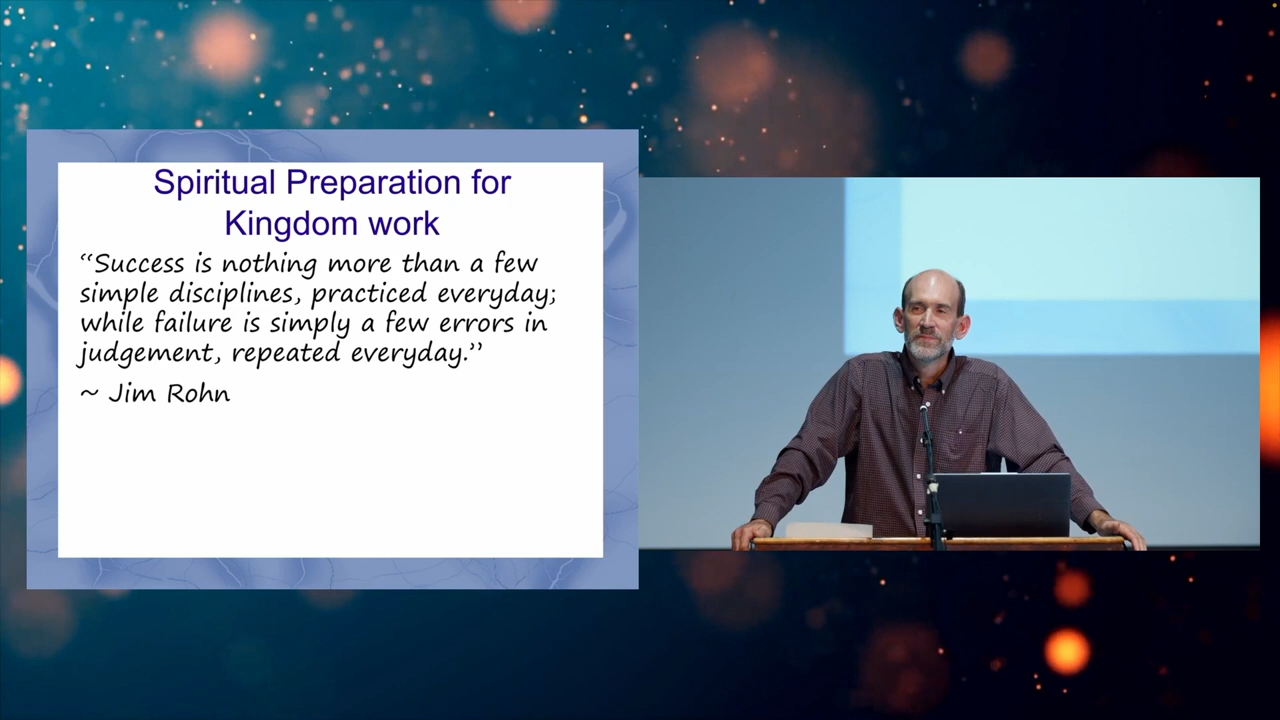 Spiritual Preparation for
Kingdom work
“Success is nothing more than a few
simple disciplines, practiced everyday;
while failure is simply a few errors in
judgement, repeated everyday.”
~ Jim Rohn